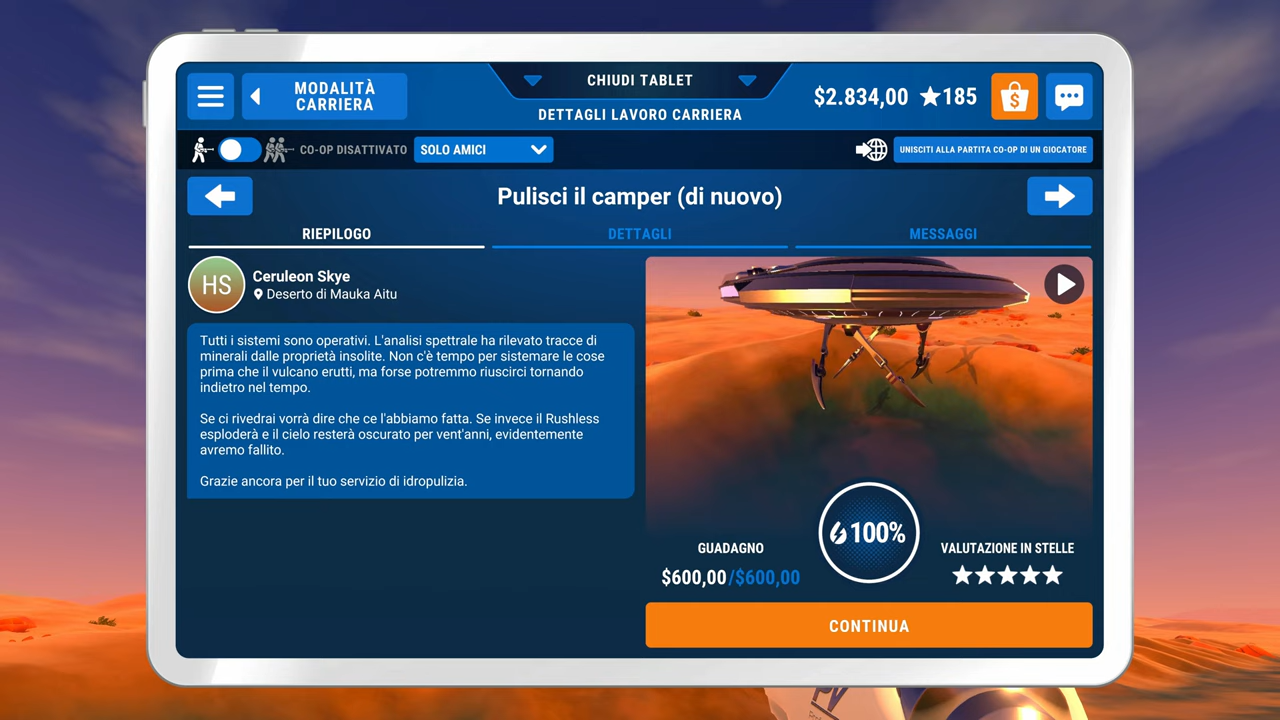 MODALITÀ
CARRIERA
CHIUDI TABLET
DETTAGLI LAVORO CARRIERA
$2.834,00 ★185
CO-OP DISATTIVATO
SOLO AMICI
UNISCITI ALLA PARTITA CO-OP DI UN GIOCATORE
Pulisci il camper (di nuovo)
RIEPILOGO
DETTAGLI
MESSAGGI
HS
Ceruleon Skye
Deserto di Mauka Aitu
Tutti i sistemi sono operativi. L'analisi spettrale ha rilevato tracce di
minerali dalle proprietà insolite. Non c'è tempo per sistemare le cose
prima che il vulcano erutti, ma forse potremmo riuscirci tornando
indietro nel tempo.
Se ci rivedrai vorrà dire che ce l'abbiamo fatta. Se invece il Rushless
esploderà e il cielo resterà oscurato per vent'anni, evidentemente
avremo fallito.
Grazie ancora per il tuo servizio di idropulizia.
GUADAGNO
$600,00/$600,00
100%
VALUTAZIONE IN STELLE
★★★★★
CONTINUA
PV